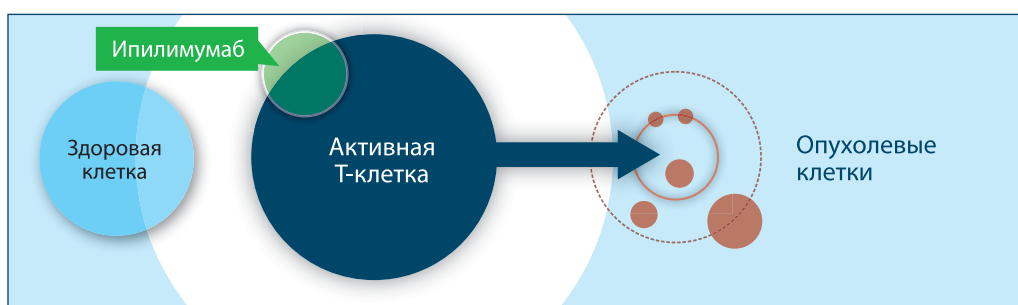 Ипилимумаб
Здоровая
клетка
Активная
Т-клетка
Опухолевые
клетки